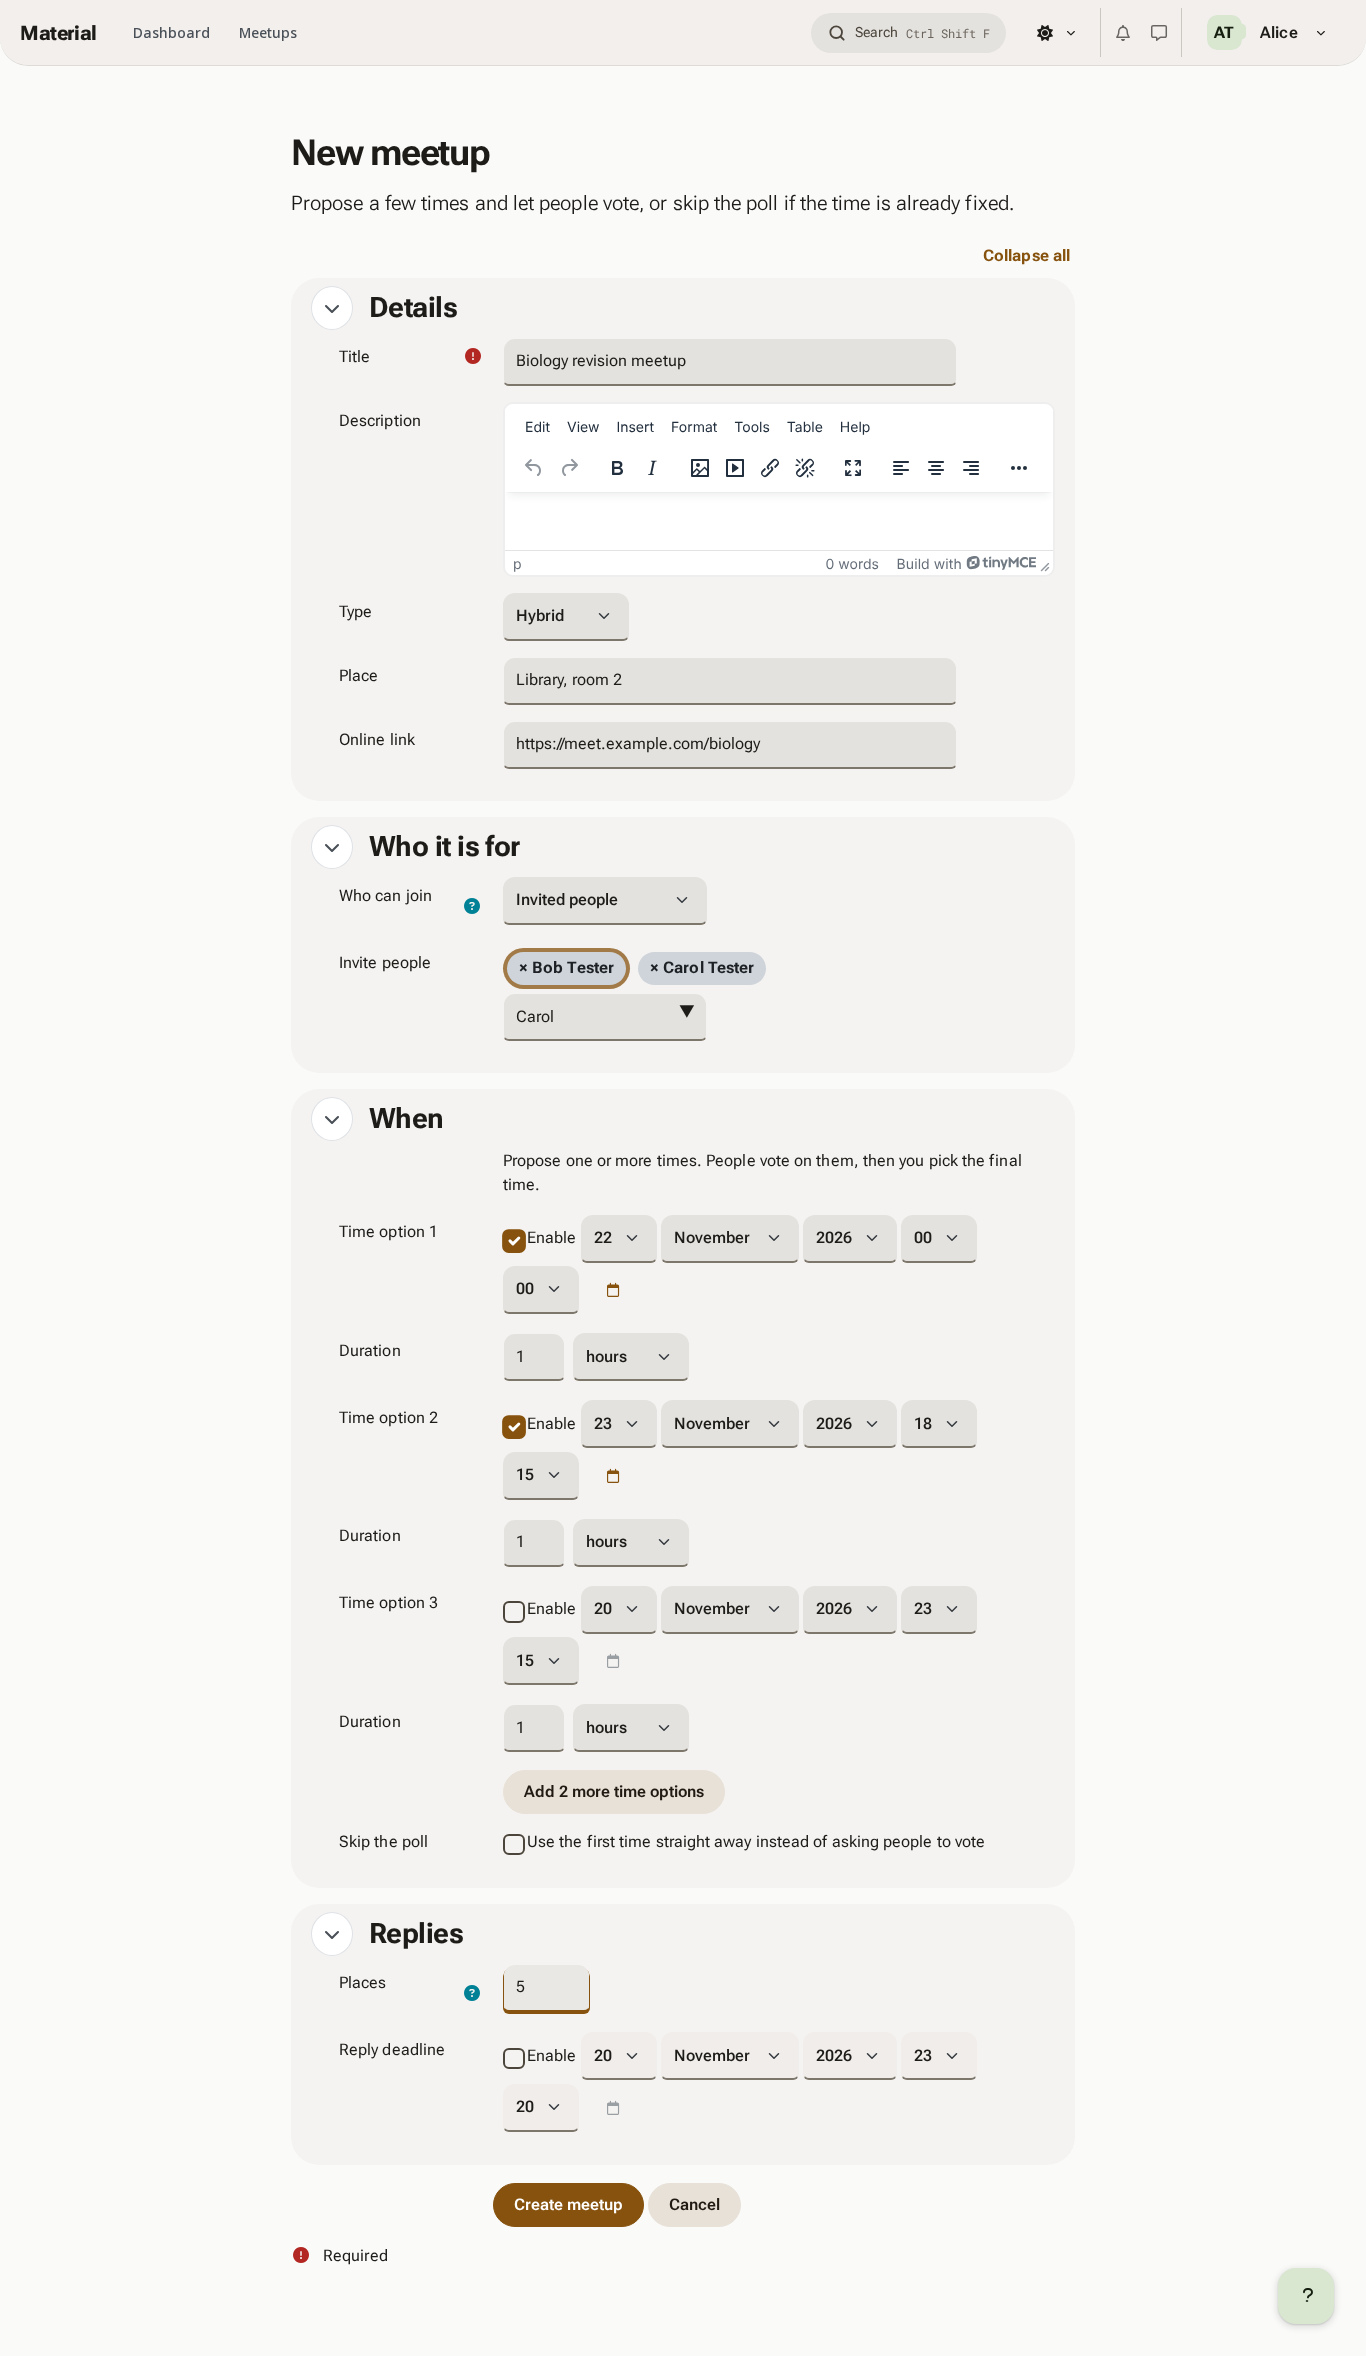 Material Dashboard Meetups Search Ctrl Shift F AT Alice
New meetup
Propose a few times and let people vote, or skip the poll if the time is already fixed.
Collapse all
Details
Title Biology revision meetup
Description
Edit View Insert Format Tools Table Help
B I
p 0 words Build with tinyMCE
Type Hybrid
Place Library, room 2
Online link https://meet.example.com/biology
Who it is for
Who can join ? Invited people
Invite people × Bob Tester × Carol Tester
Carol
When
Propose one or more times. People vote on them, then you pick the final
time.
Time option 1 Enable 22 November 2026 00
00
Duration 1 hours
Time option 2 Enable 23 November 2026 18
15
Duration 1 hours
Time option 3 Enable 20 November 2026 23
15
Duration 1 hours
Add 2 more time options
Skip the poll Use the first time straight away instead of asking people to vote
Replies
Places ? 5
Reply deadline Enable 20 November 2026 23
20
Create meetup Cancel
! Required
?